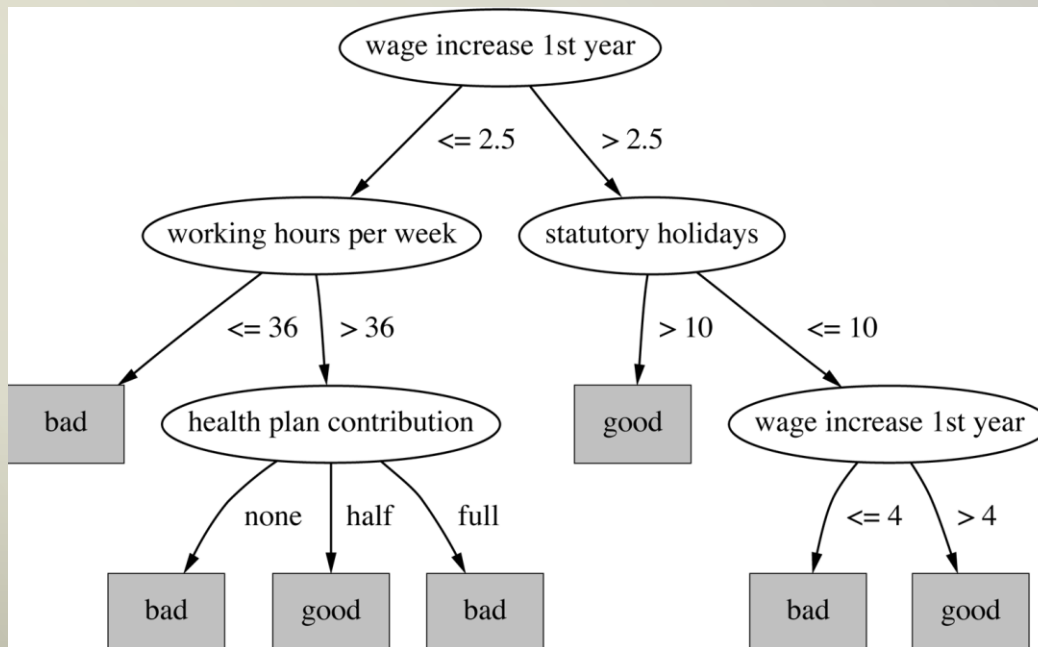 wage increase 1st year
<= 2.5
> 2.5
working hours per week
statutory holidays
<= 36
> 36
> 10
<= 10
bad
health plan contribution
good
wage increase 1st year
none
half
full
<= 4
> 4
bad
good
bad
bad
good